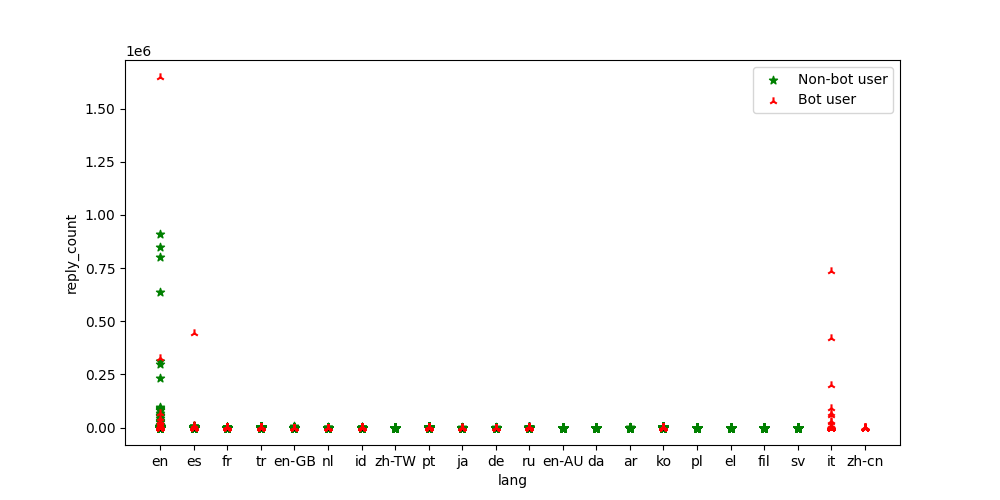 1e6
Non-bot user
Bot user
1.50
1.25
1.00
0.75
0.50
0.25
0.00
reply_count
en es fr tr en-GB nl id zh-TW pt ja de ru en-AU da ar ko pl el fil sv it zh-cn
lang